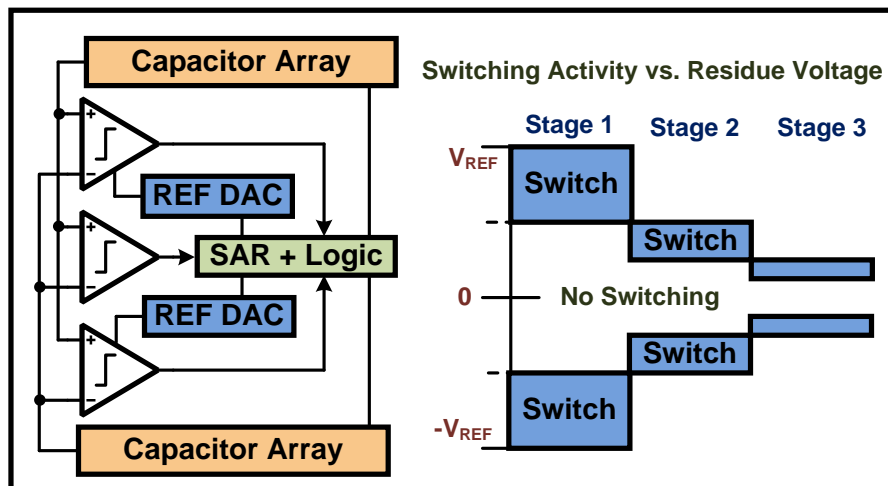 Capacitor Array
+
-
REF DAC
+
-
SAR + Logic
REF DAC
+
-
Capacitor Array
Switching Activity vs. Residue Voltage
Stage 1 Stage 2 Stage 3
VREF
Switch
Switch
0 No Switching
Switch
Switch
-VREF